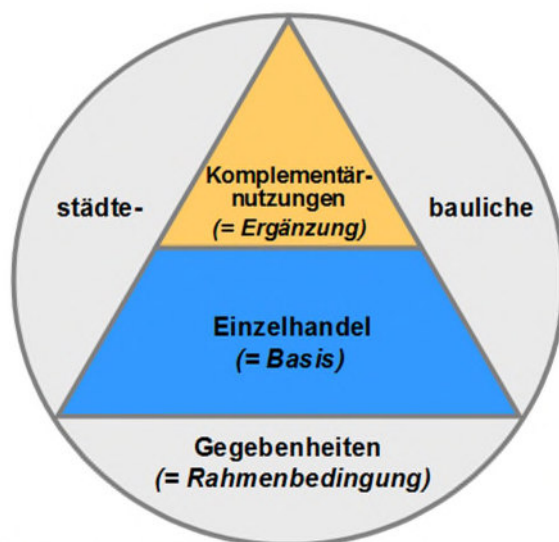 Komplementär-
nutzungen
städte- bauliche
(= Ergänzung)
Einzelhandel
(= Basis)
Gegebenheiten
(= Rahmenbedingung)